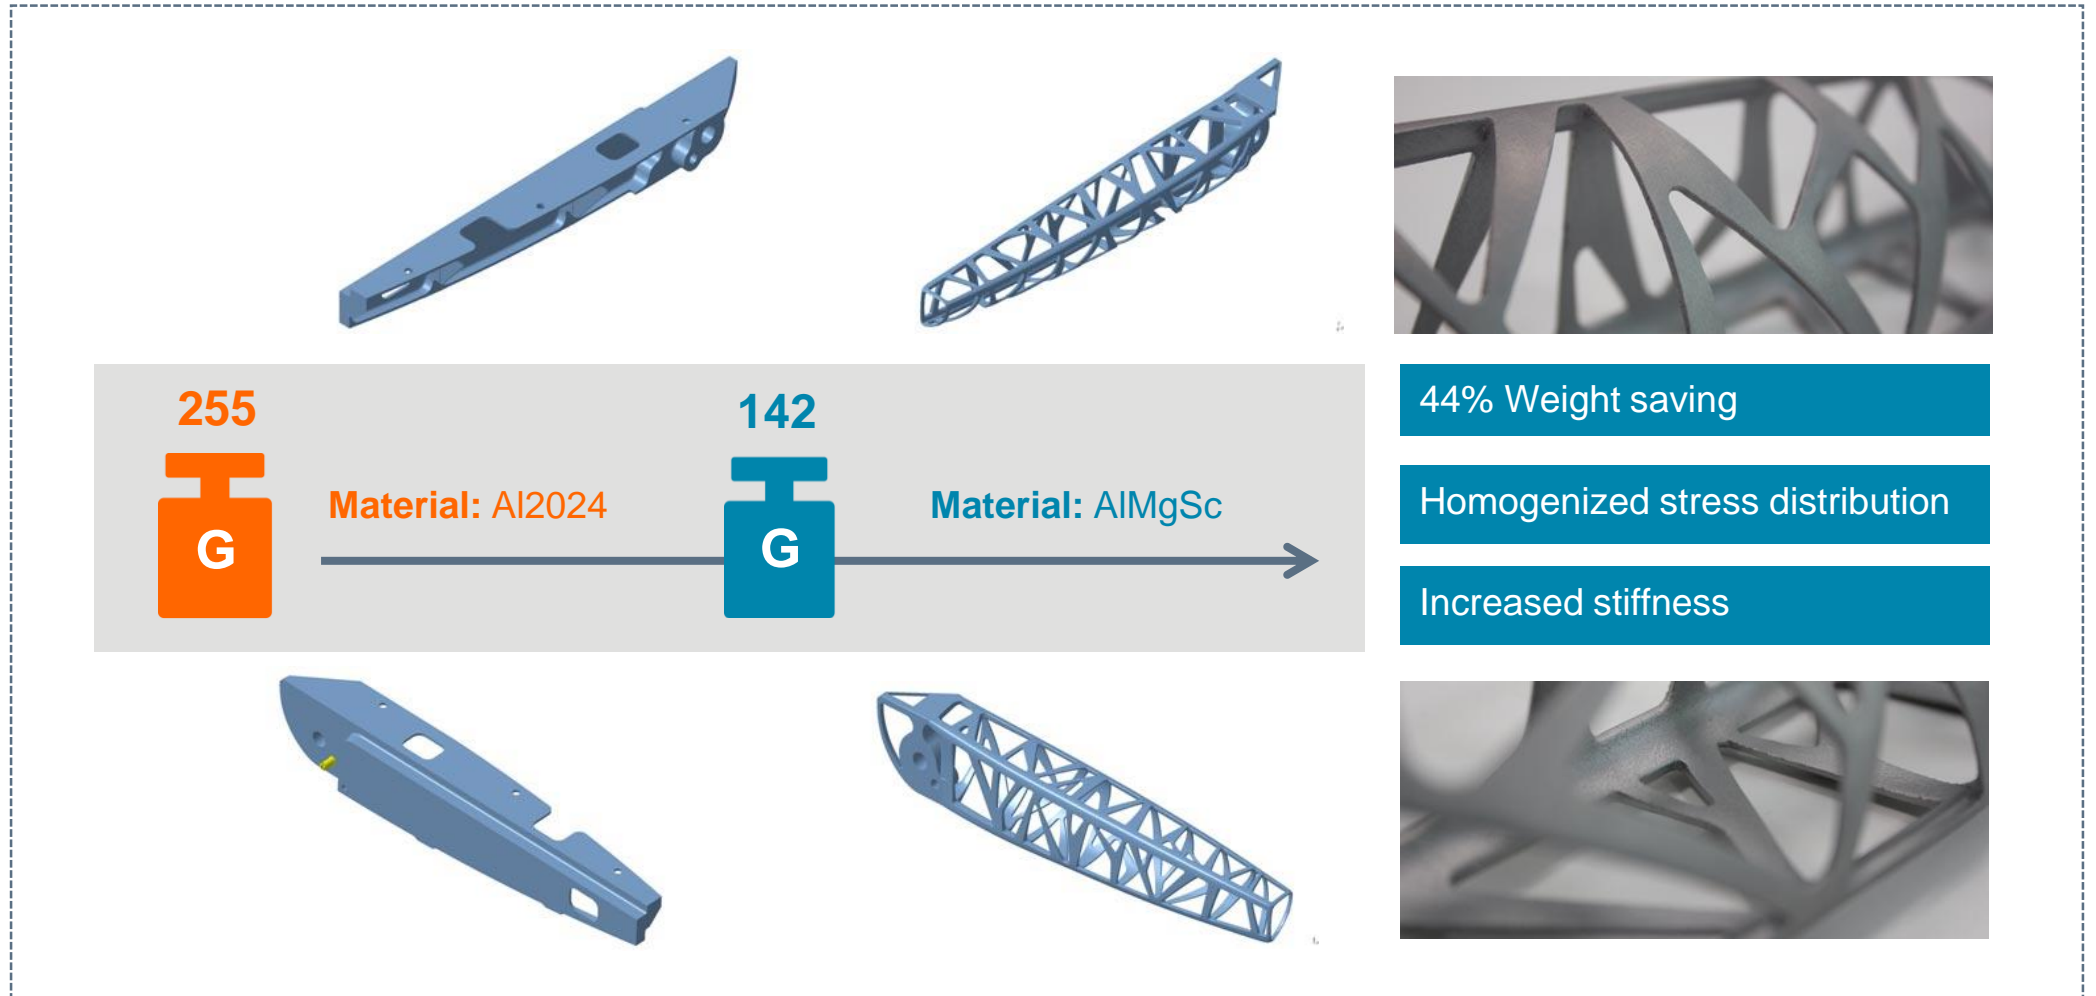 255
142
G
Material: Al2024
G
Material: AlMgSc
44% Weight saving
Homogenized stress distribution
Increased stiffness